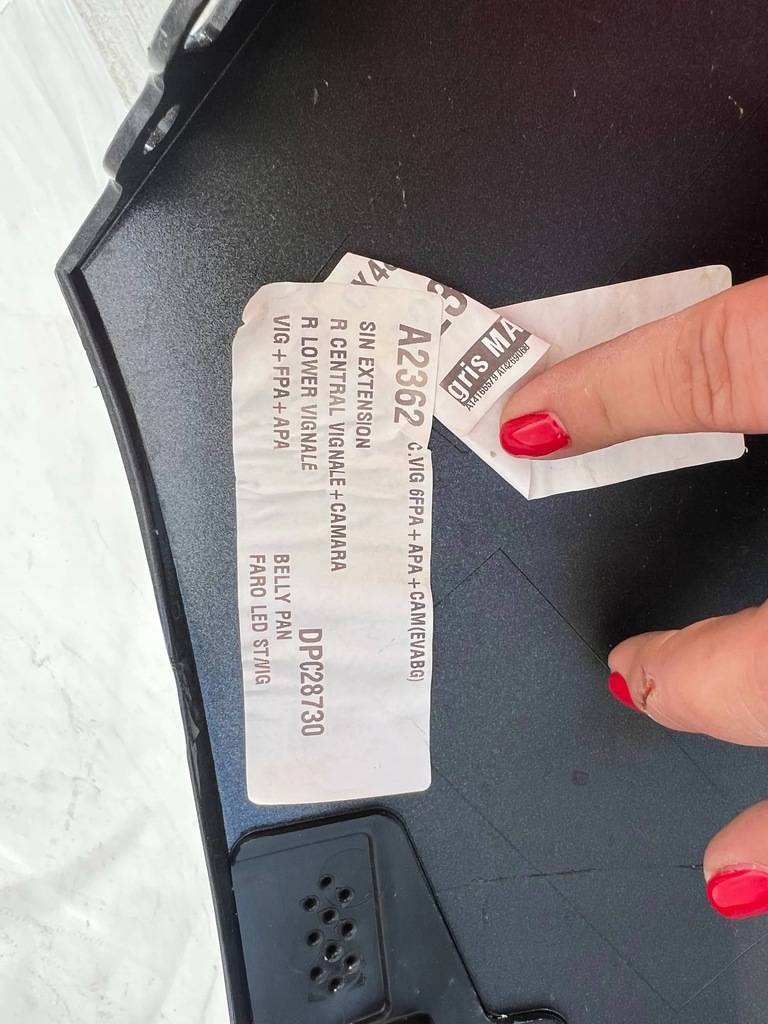 A2362 C.VIG 6FPA+APA+CAM(EVABG)
SIN EXTENSION
R CENTRAL VIGNALE+CAMARA
R LOWER VIGNALE
DPC28730
VIG+FPA+APA
BELLY PAN
FARO LED ST/VIG
gris MA